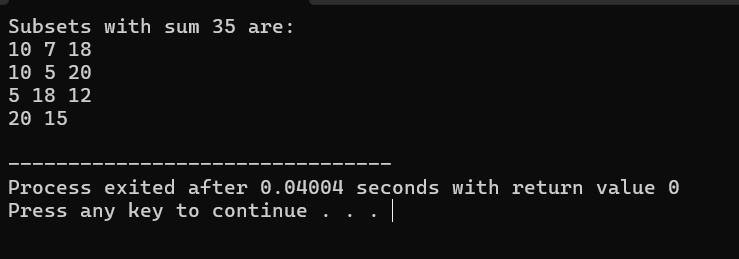 Subsets with sum 35 are:
10 7 18
10 5 20
5 18 12
20 15
--------------------------------
Process exited after 0.04004 seconds with return value 0
Press any key to continue . . .